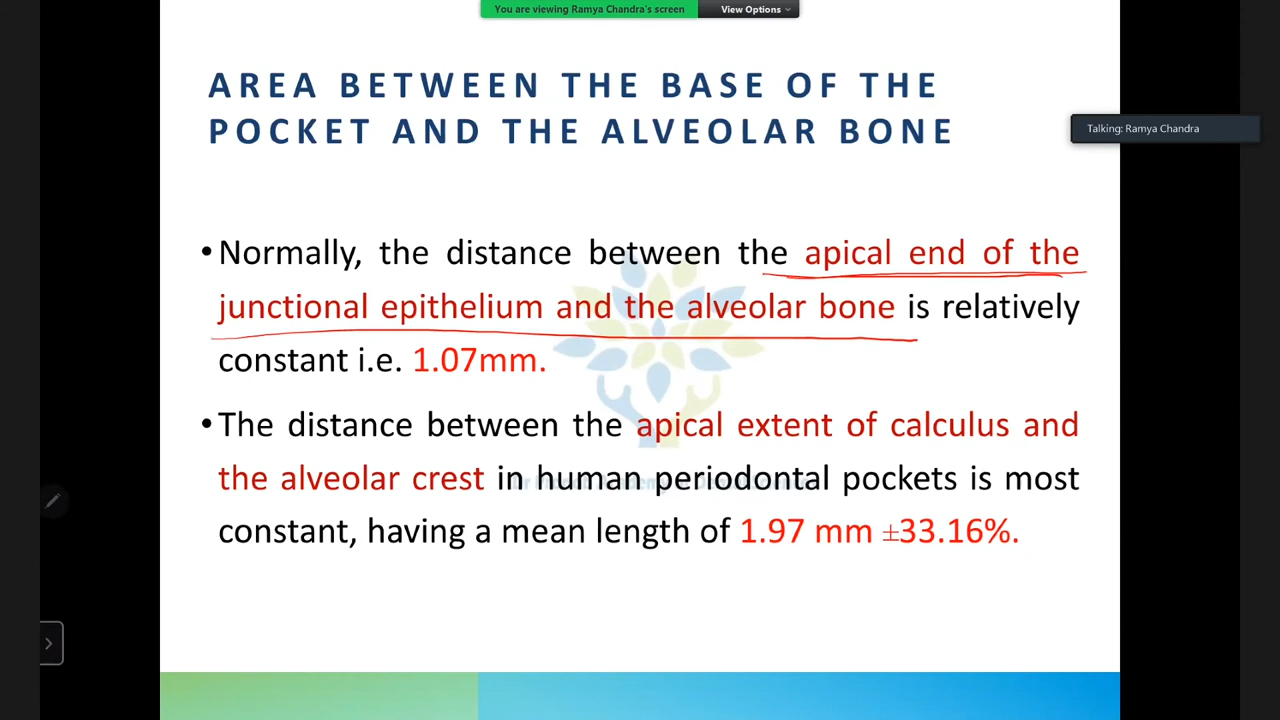 You are viewing Ramya Chandra's screen
View Options
AREA BETWEEN THE BASE OF THE
POCKET AND THE ALVEOLAR BONE
Talking: Ramya Chandra
•Normally, the distance between the apical end of the
junctional epithelium and the alveolar bone is relatively
constant i.e. 1.07mm.
•The distance between the apical extent of calculus and
the alveolar crest in human periodontal pockets is most
constant, having a mean length of 1.97 mm ±33.16%.